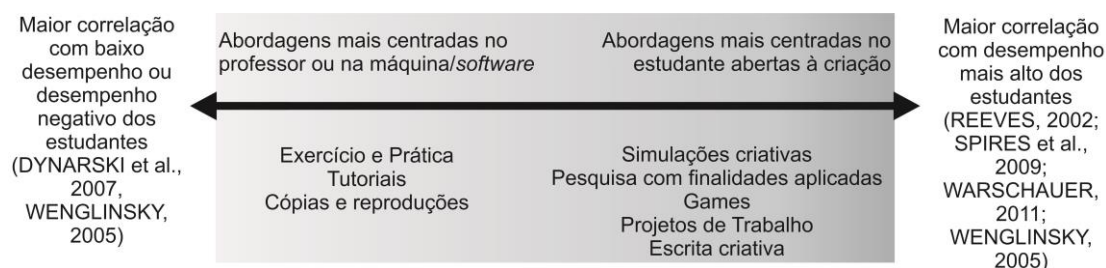 Maior correlação
com baixo
desempenho ou
desempenho
negativo dos
estudantes
(DYNARSKI et al.,
2007,
WENGLINSKY,
2005)
Abordagens mais centradas no
professor ou na máquina/software
Exercício e Prática
Tutoriais
Cópias e reproduções
Abordagens mais centradas no
estudante abertas à criação
Simulações criativas
Pesquisa com finalidades aplicadas
Games
Projetos de Trabalho
Escrita criativa
Maior correlação
com desempenho
mais alto dos
estudantes
(REEVES, 2002;
SPIRES et al.,
2009;
WARSCHAUER,
2011;
WENGLINSKY,
2005)